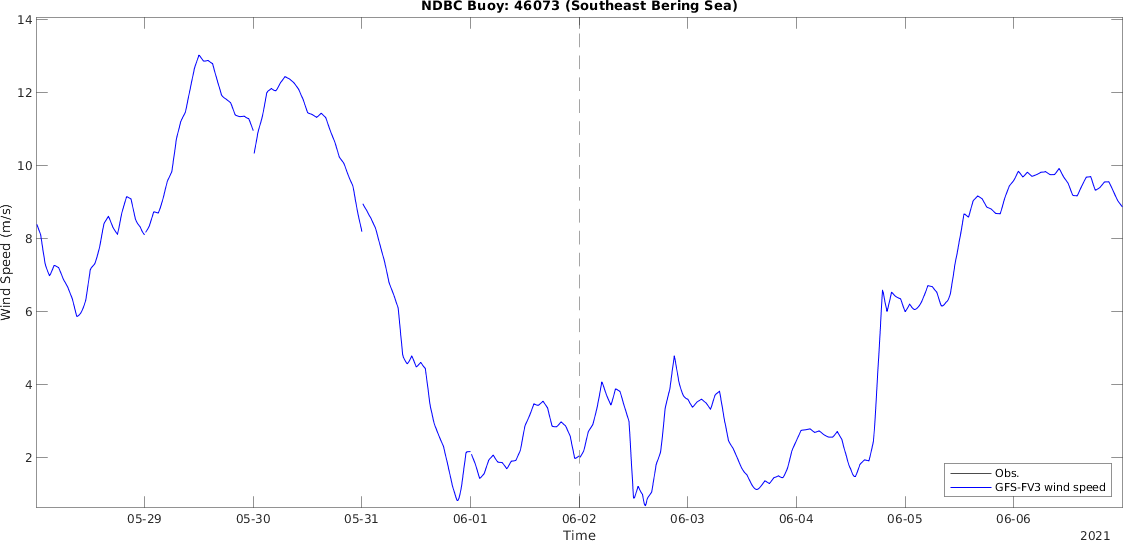 NDBC Buoy: 46073 (Southeast Bering Sea)
14
12
10
8
6
4
2
Wind Speed (m/s)
Obs.
GFS-FV3 wind speed
05-29 05-30 05-31 06-01 06-02 06-03 06-04 06-05 06-06
Time
2021